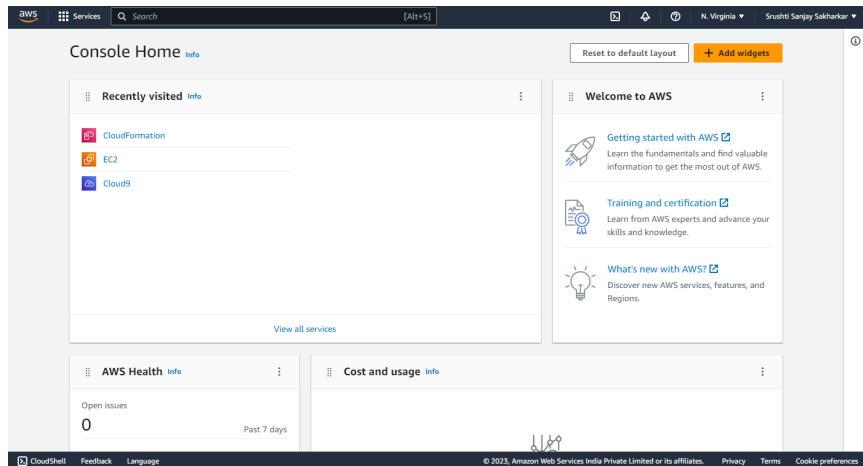 aws Services Search [Alt+S] N. Virginia Srushti Sanjay Sakharkar
Console Home Info
Reset to default layout
+ Add widgets
Recently visited Info
CloudFormation
EC2
Cloud9
View all services
Welcome to AWS
Getting started with AWS
Learn the fundamentals and find valuable
information to get the most out of AWS.
Training and certification
Learn from AWS experts and advance your
skills and knowledge.
What's new with AWS?
Discover new AWS services, features, and
Regions.
AWS Health Info
Open issues
0 Past 7 days
Cost and usage Info
CloudShell Feedback Language © 2023, Amazon Web Services India Private Limited or its affiliates. Privacy Terms Cookie preferences